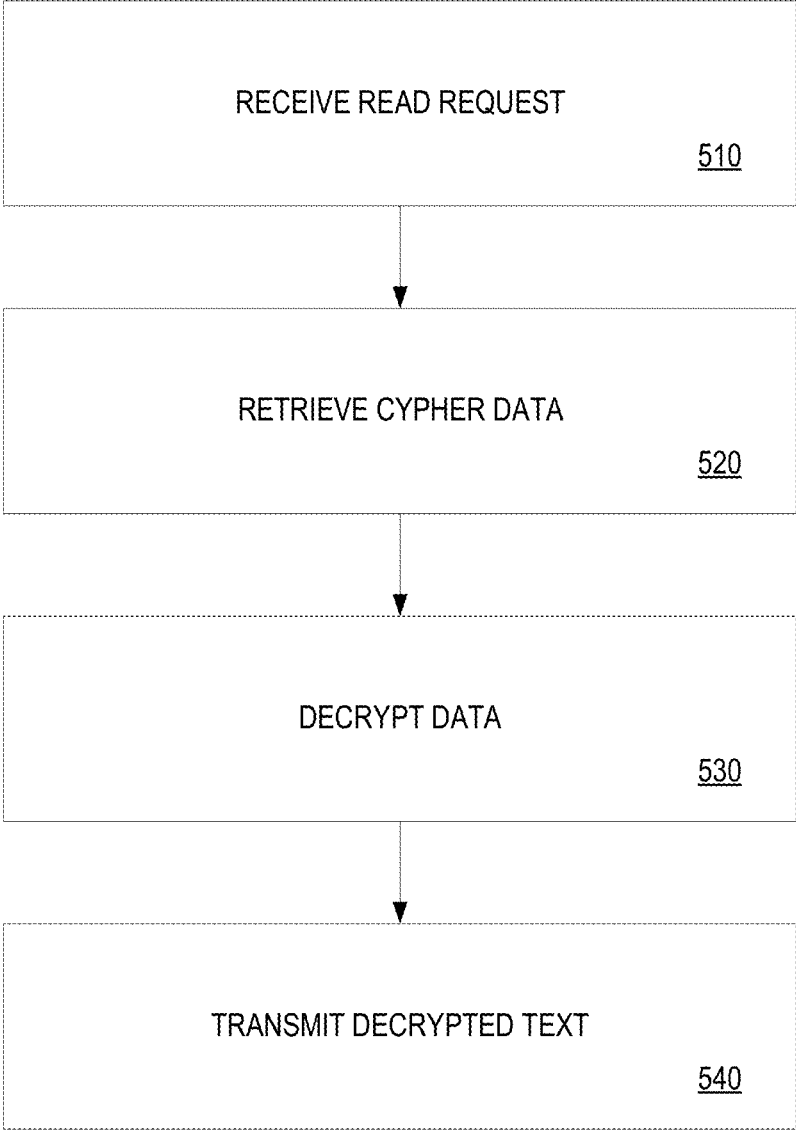 RECEIVE READ REQUEST
510
RETRIEVE CYPHER DATA
520
DECRYPT DATA
530
TRANSMIT DECRYPTED TEXT
540